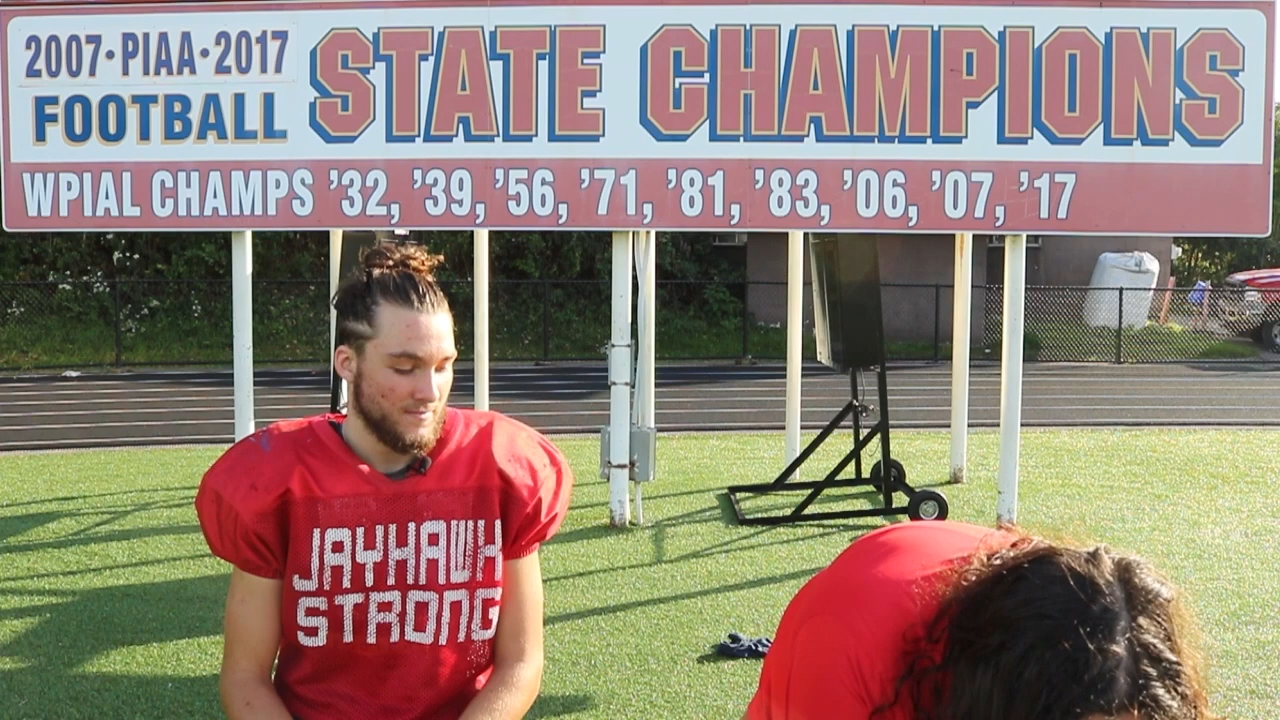 2007·PIAA·2017
FOOTBALL
STATE CHAMPIONS
WPIAL CHAMPS ’32, ’39, ’56, ’71, ’81, ’83, ’06, ’07, ’17
JAYHAWK
STRONG